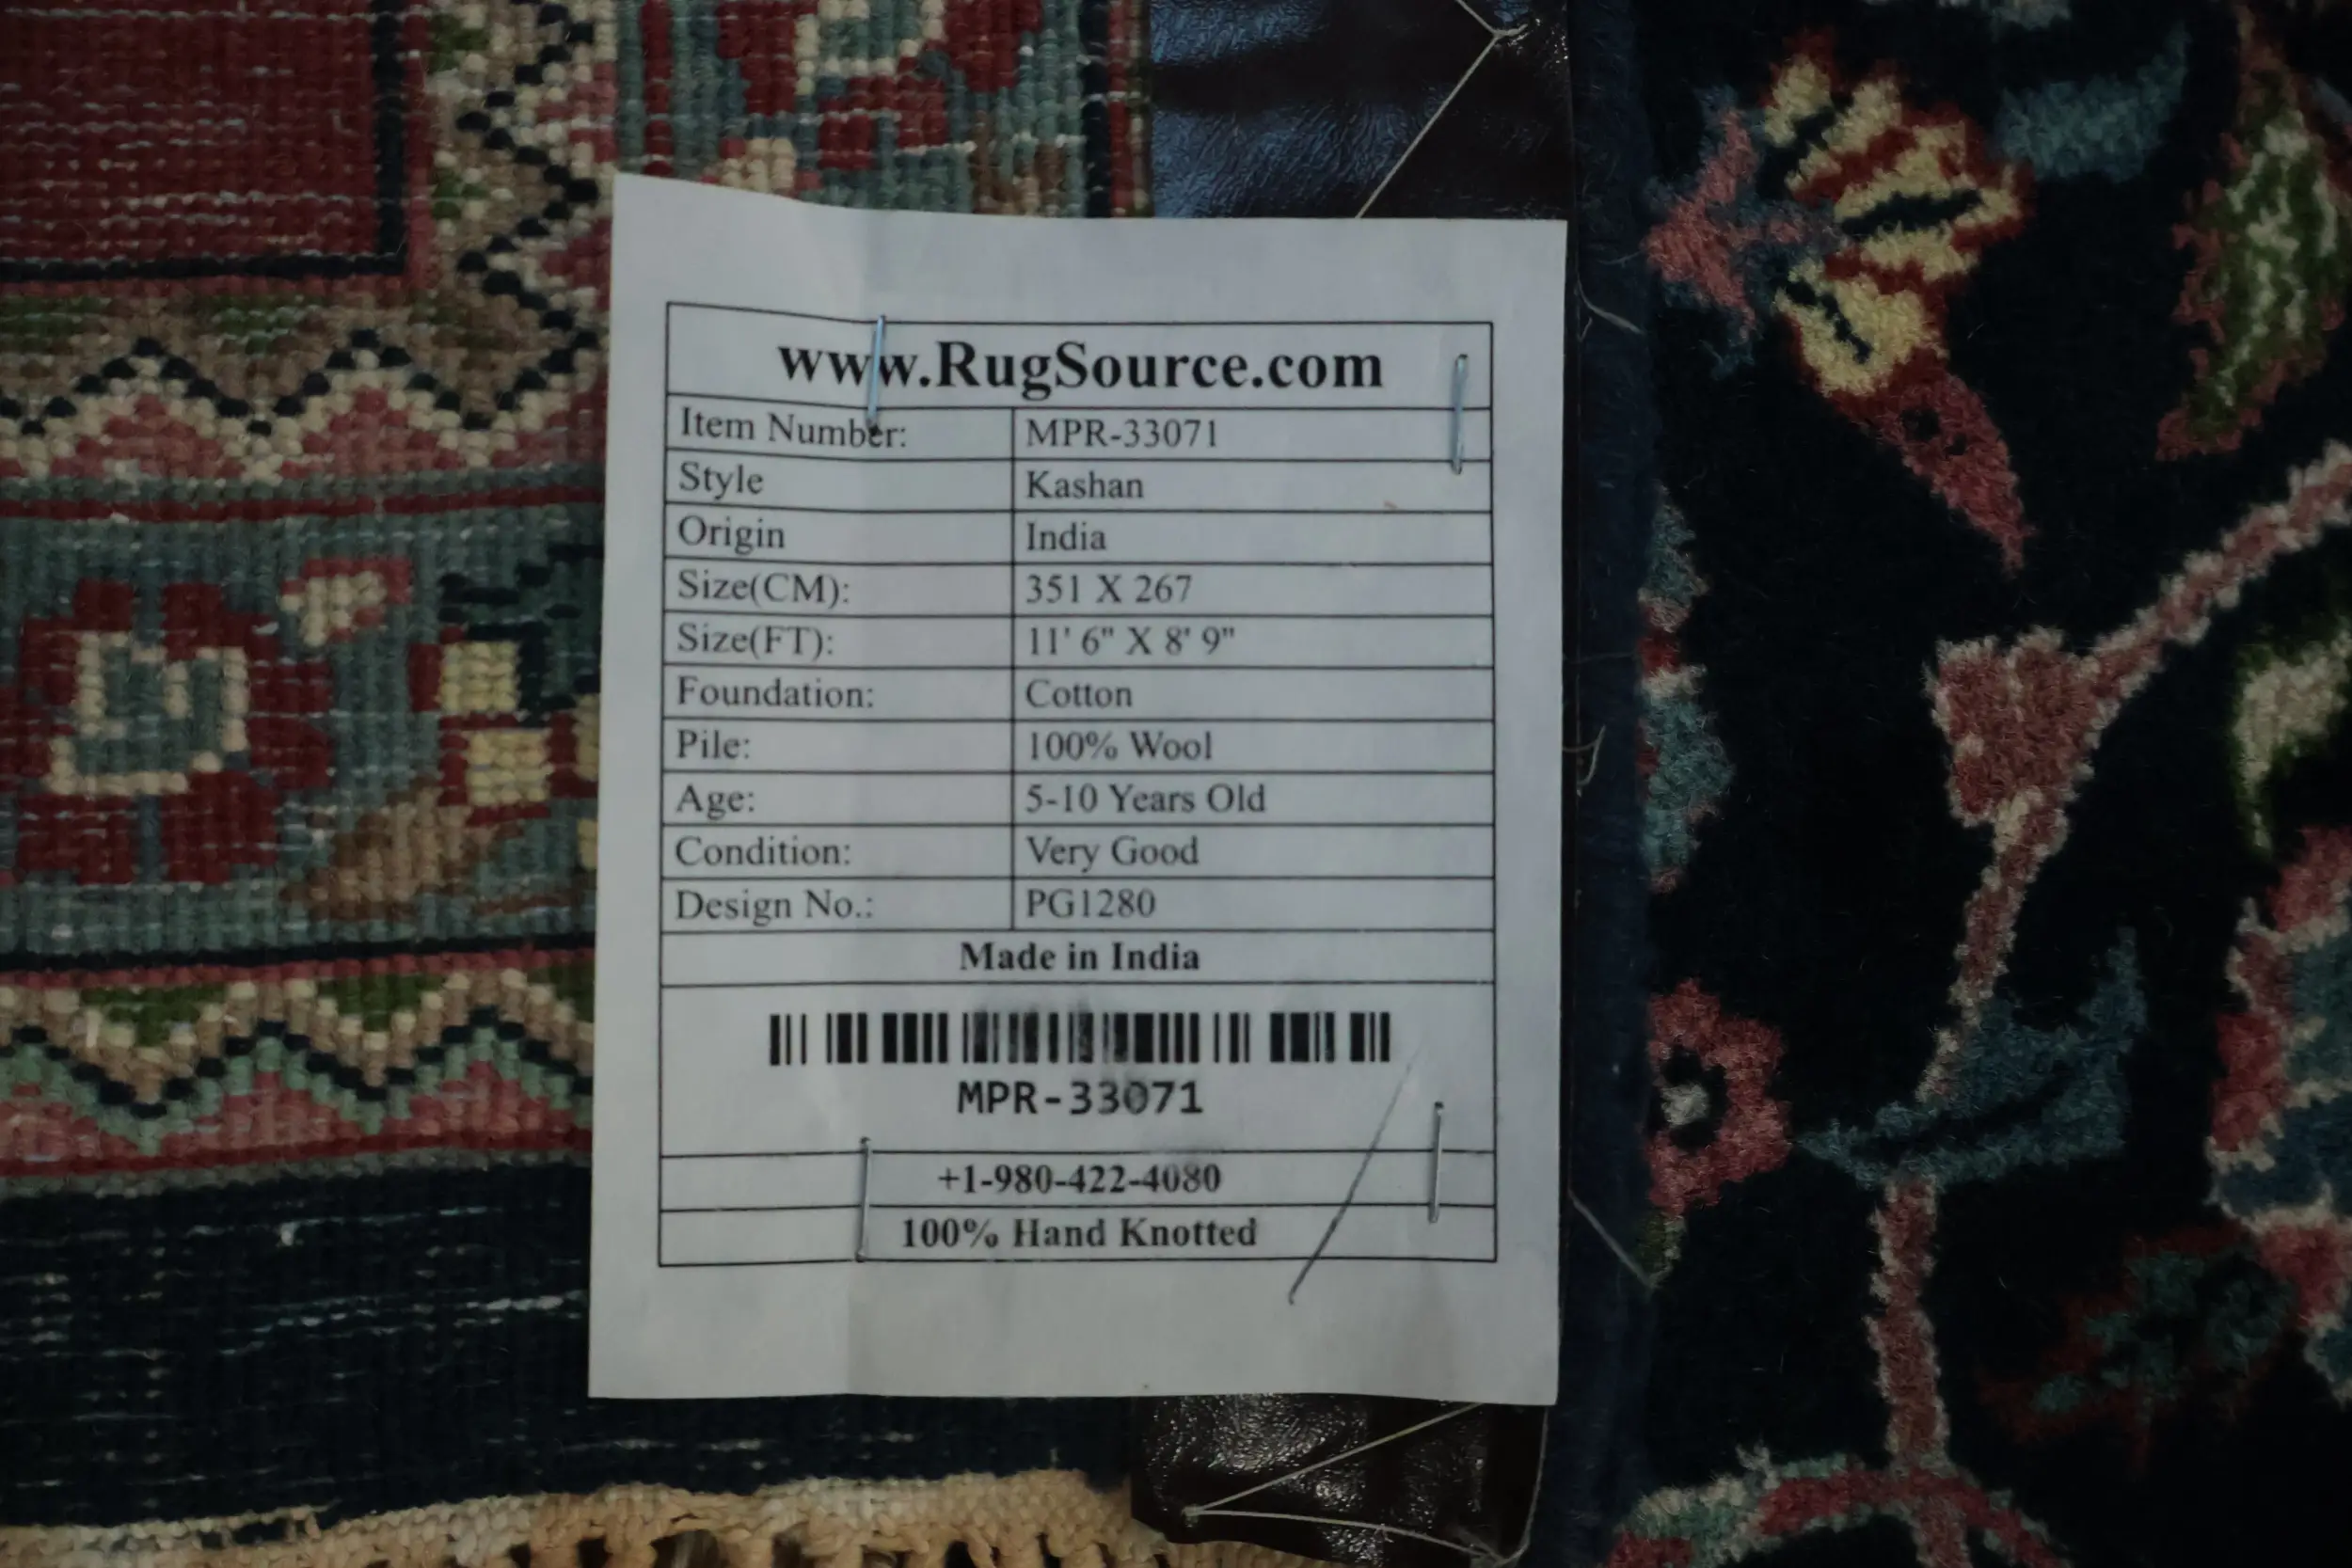 www.RugSource.com
Item Number: MPR-33071
Style Kashan
Origin India
Size(CM): 351 X 267
Size(FT): 11' 6" X 8' 9"
Foundation: Cotton
Pile: 100% Wool
Age: 5-10 Years Old
Condition: Very Good
Design No.: PG1280
Made in India
MPR-33071
+1-980-422-4080
100% Hand Knotted